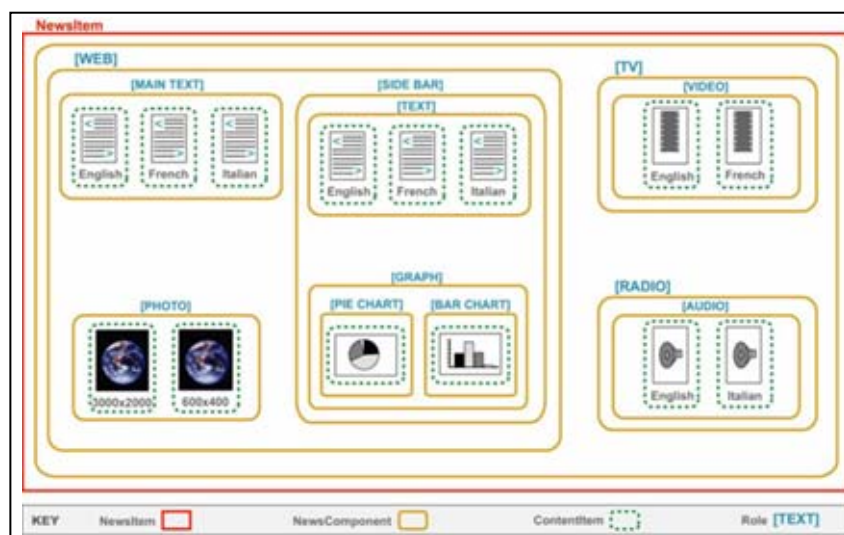 NewsItem
[WEB]
[MAIN TEXT]
English French Italian
[SIDE BAR]
[TEXT]
English French Italian
[TV]
[VIDEO]
English French
[PHOTO]
3000x2000 600x400
[GRAPH]
[PIE CHART] [BAR CHART]
[RADIO]
[AUDIO]
English Italian
KEY NewsItem NewsComponent ContentItem Role [TEXT]